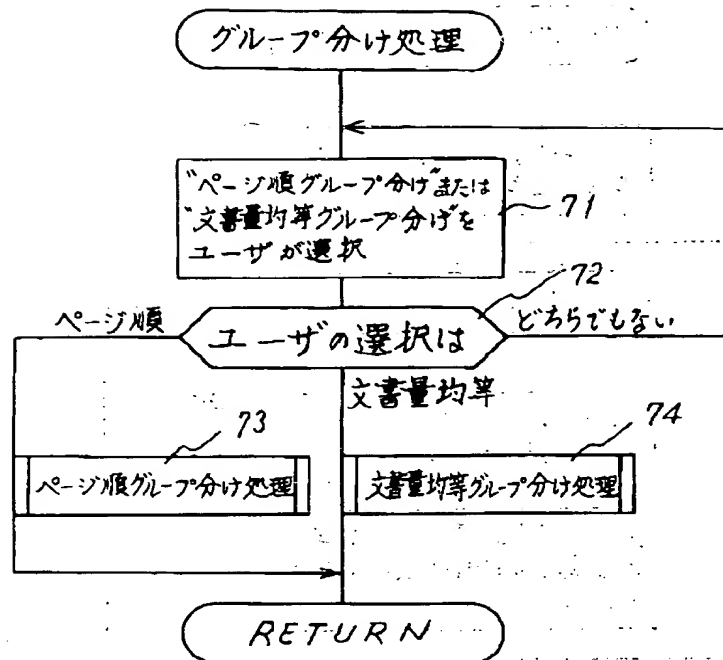 グループ分け処理
"ページ順グループ分け"または
"文書量均等グループ分け"を
ユーザが選択
71
72
ページ順
ユーザの選択は
どちらでもない
文書量均等
73
74
ページ順グループ分け処理
文書量均等グループ分け処理
RETURN